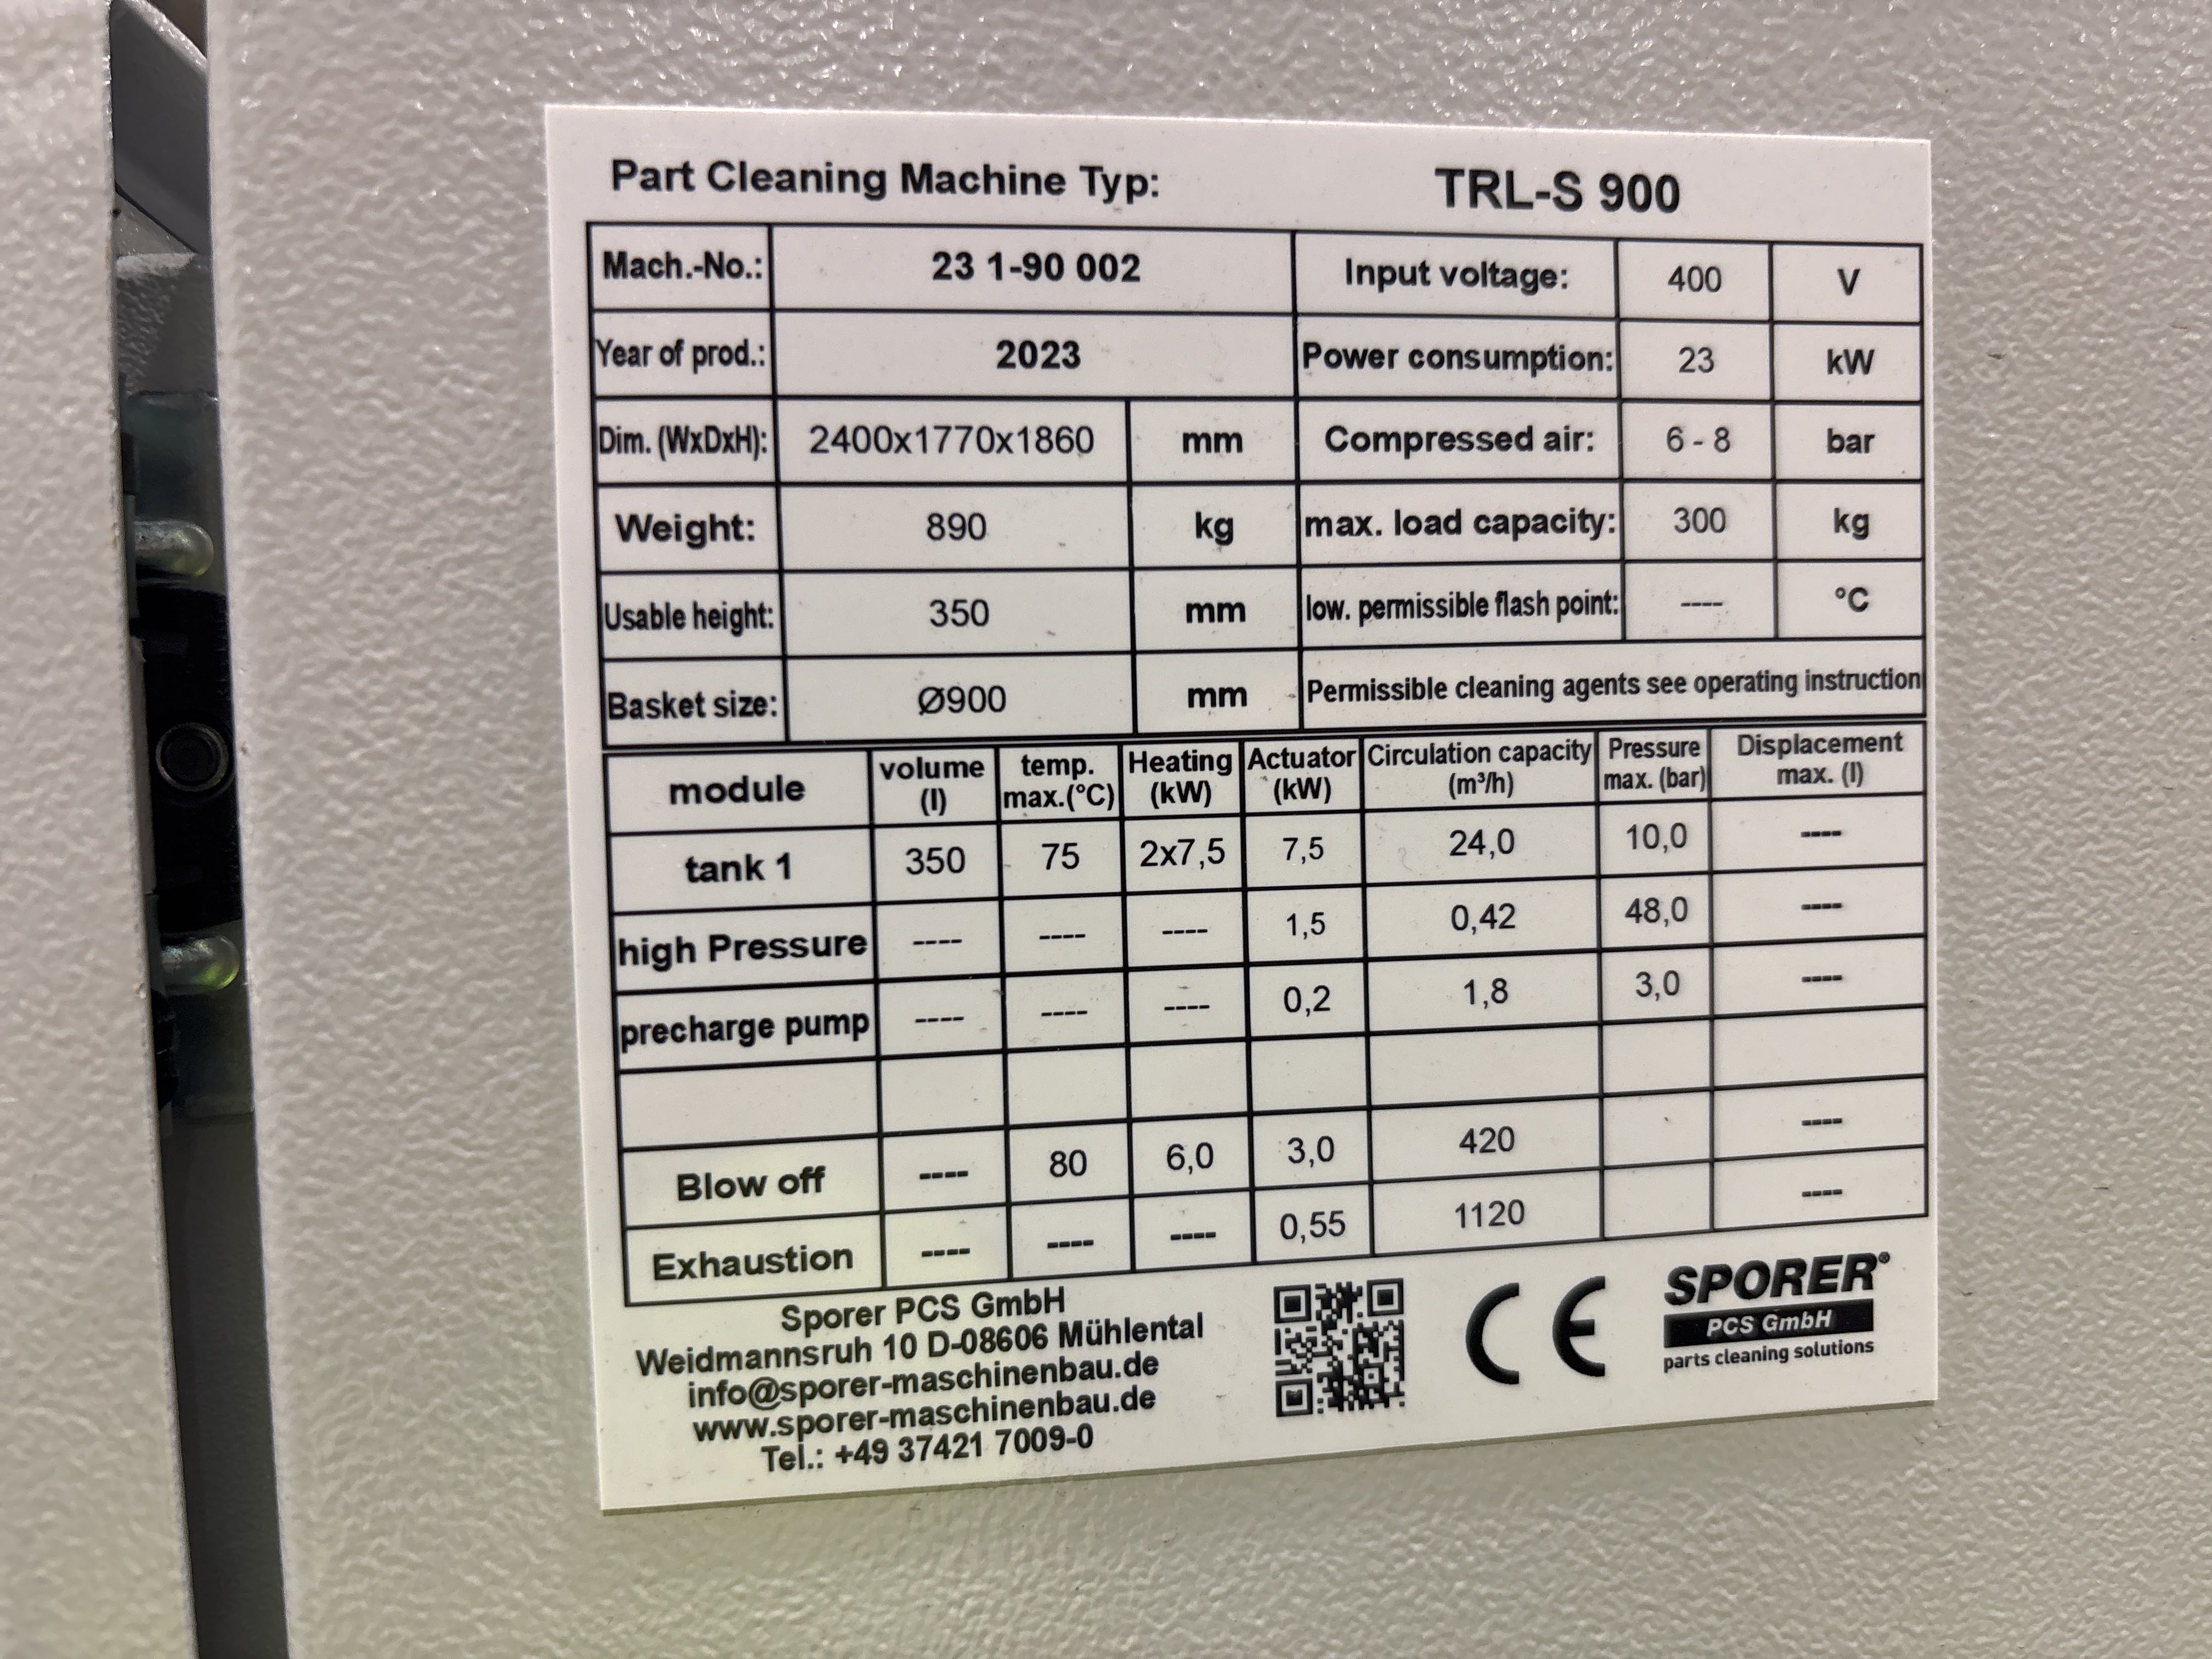 Part Cleaning Machine Typ: TRL-S 900
Mach.-No.: 23 1-90 002 Input voltage: 400 V
Year of prod.: 2023 Power consumption: 23 kW
Dim. (WxDxH): 2400x1770x1860 mm Compressed air: 6 - 8 bar
Weight: 890 kg max. load capacity: 300 kg
Usable height: 350 mm low. permissible flash point: ---- °C
Basket size: Ø900 mm Permissible cleaning agents see operating instruction
module volume (l) temp. max.(°C) Heating (kW) Actuator (kW) Circulation capacity (m³/h) Pressure max. (bar) Displacement max. (l)
tank 1 350 75 2x7,5 7,5 24,0 10,0 ----
high Pressure ---- ---- ---- 1,5 0,42 48,0 ----
precharge pump ---- ---- ---- 0,2 1,8 3,0 ----
Blow off ---- 80 6,0 3,0 420 ----
Exhaustion ---- ---- ---- 0,55 1120 ----
Sporer PCS GmbH
Weidmannsruh 10 D-08606 Mühlental
info@sporer-maschinenbau.de
www.sporer-maschinenbau.de
Tel.: +49 37421 7009-0
CE
SPORER®
PCS GmbH
parts cleaning solutions